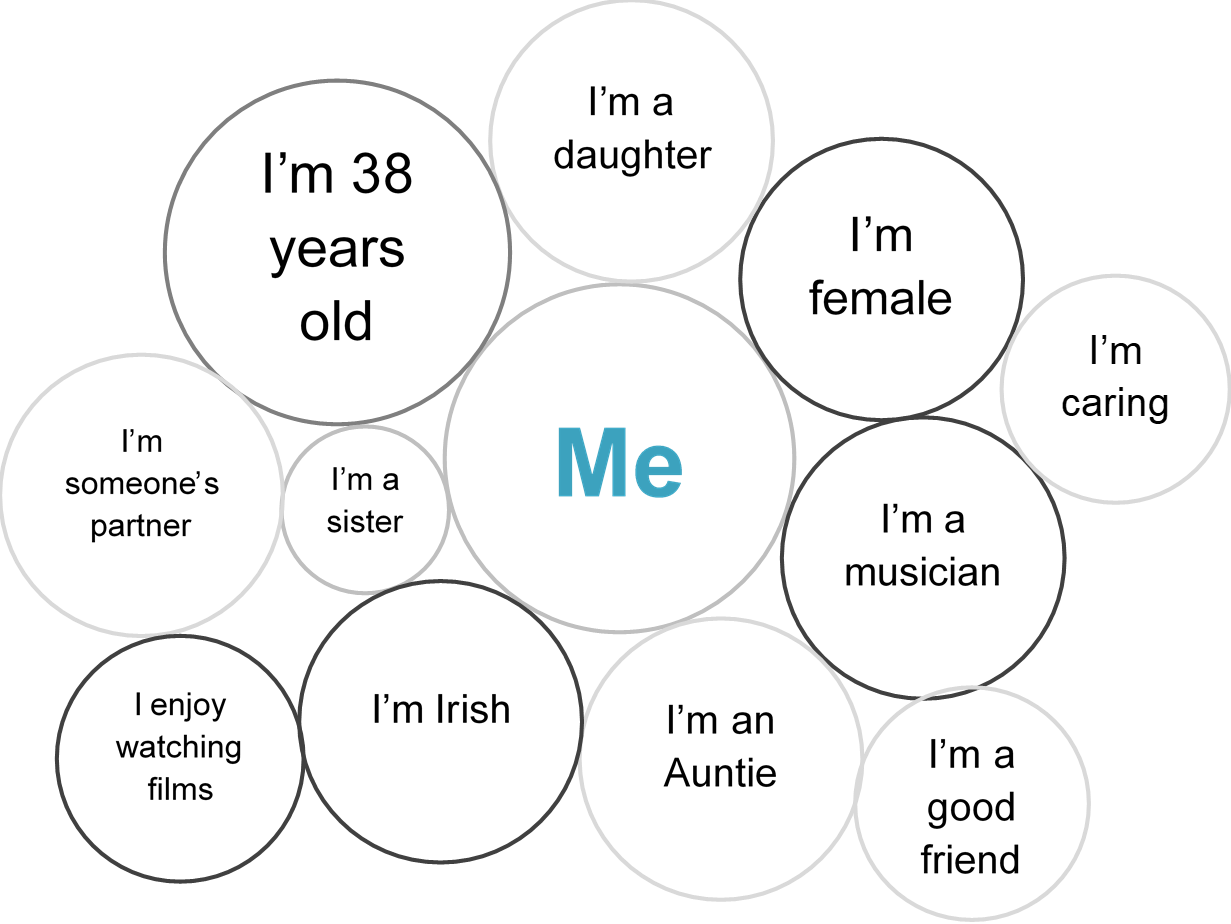 I’m a
daughter
I’m 38
years
old
I’m
female
I’m
caring
Me
I’m
someone’s
partner
I’m a
sister
I’m a
musician
I enjoy
watching
films
I’m Irish
I’m an
Auntie
I’m a
good
friend